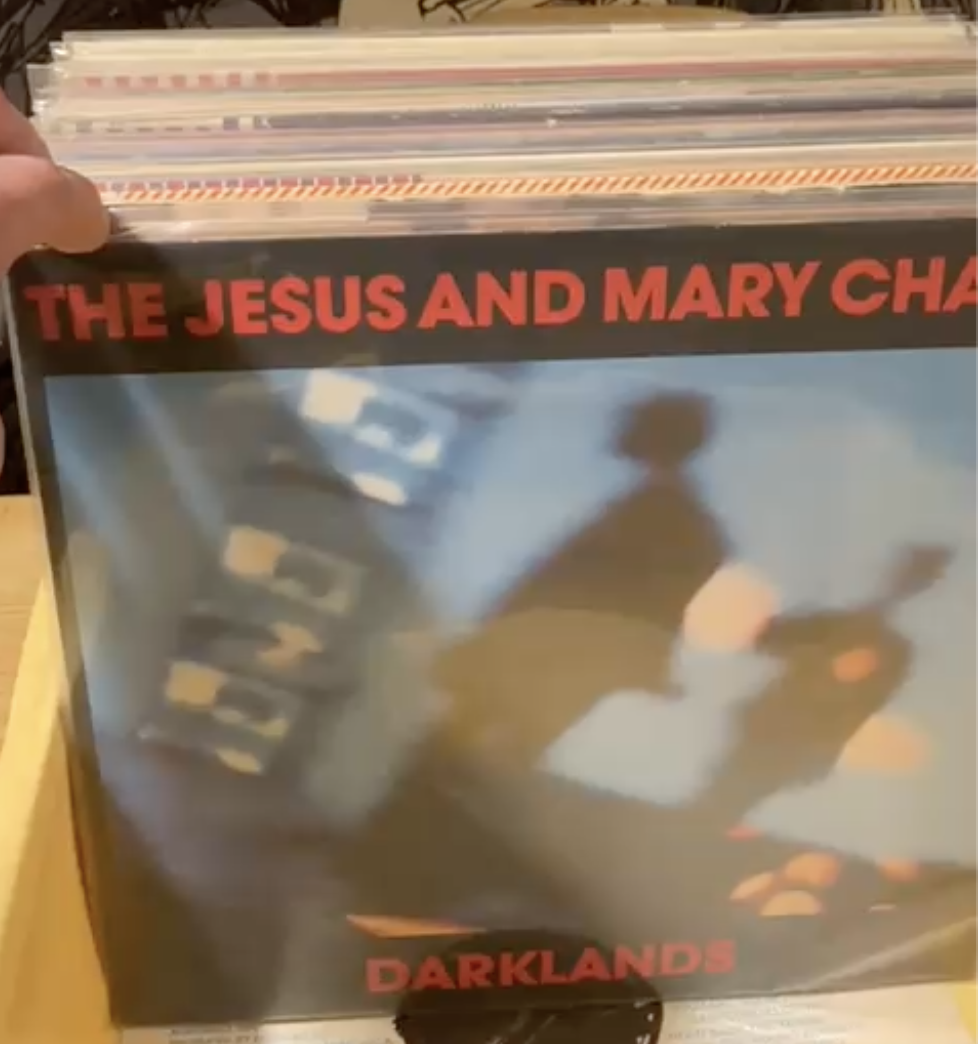 THE JESUS AND MARY CHA
DARKLANDS